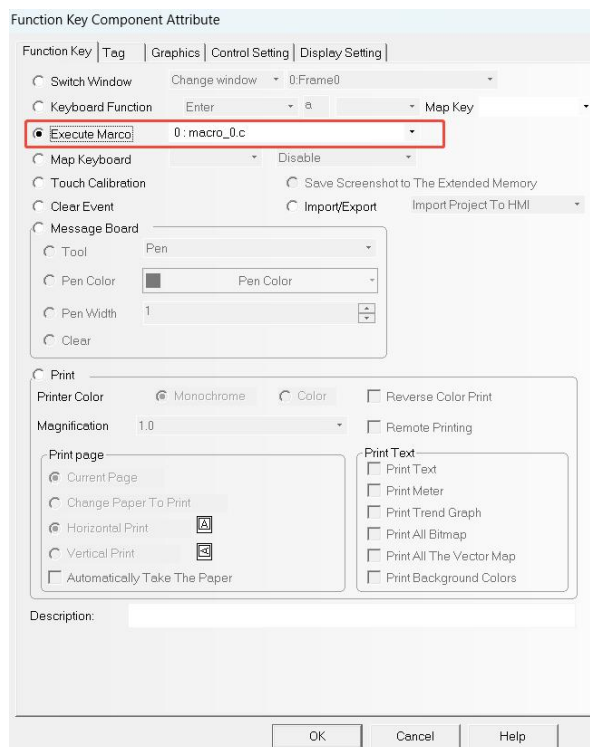 Function Key Component Attribute
Function Key Tag Graphics Control Setting Display Setting
Switch Window Change window 0:Frame0
Keyboard Function Enter a Map Key
Execute Marco 0 : macro_0.c
Map Keyboard Disable
Touch Calibration Save Screenshot to The Extended Memory
Clear Event Import/Export Import Project To HMI
Message Board
Tool Pen
Pen Color Pen Color
Pen Width 1
Clear
Print
Printer Color Monochrome Color Reverse Color Print
Magnification 1.0 Remote Printing
Print page Print Text
Current Page Print Text
Change Paper To Print Print Meter
Horizontal Print A Print Trend Graph
Vertical Print A Print All Bitmap
Automatically Take The Paper Print All The Vector Map
Print Background Colors
Description:
OK Cancel Help